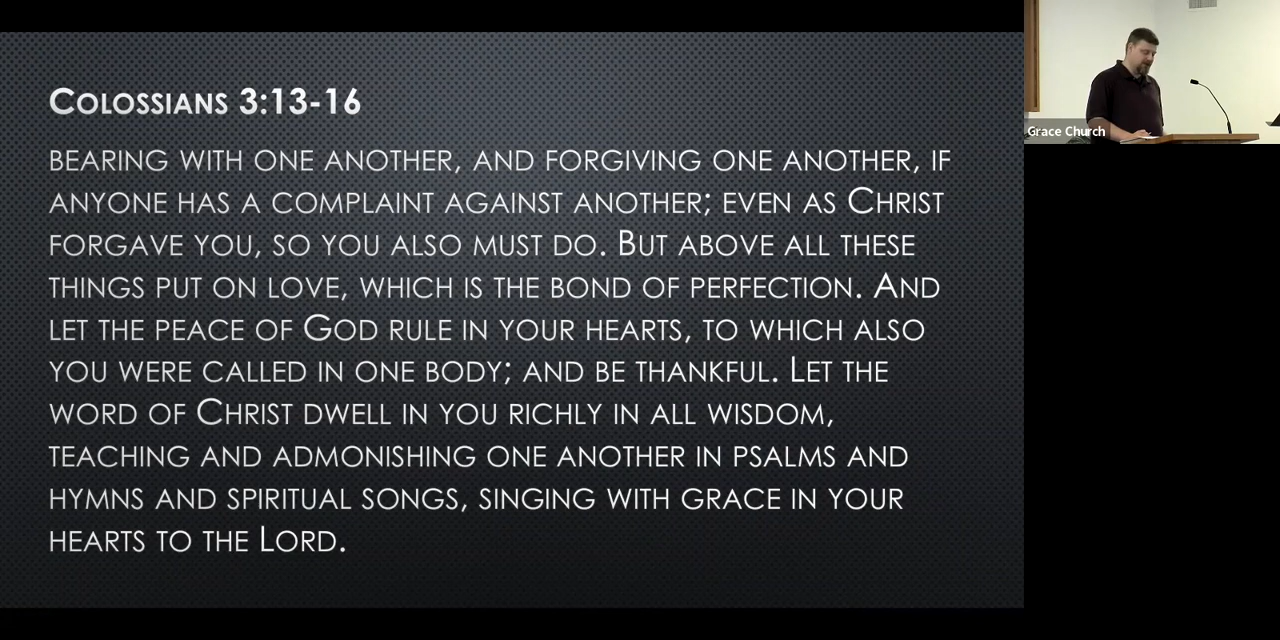 Colossians 3:13-16
bearing with one another, and forgiving one another, if
anyone has a complaint against another; even as Christ
forgave you, so you also must do. But above all these
things put on love, which is the bond of perfection. And
let the peace of God rule in your hearts, to which also
you were called in one body; and be thankful. Let the
word of Christ dwell in you richly in all wisdom,
teaching and admonishing one another in psalms and
hymns and spiritual songs, singing with grace in your
hearts to the Lord.
Grace Church